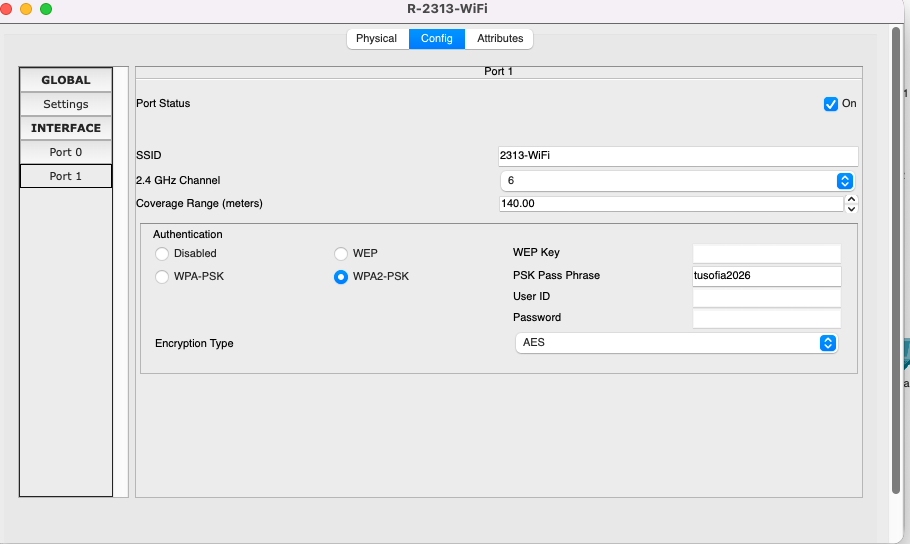 R-2313-WiFi
Physical Config Attributes
GLOBAL
Settings
INTERFACE
Port 0
Port 1
Port 1
Port Status On
SSID 2313-WiFi
2.4 GHz Channel 6
Coverage Range (meters) 140.00
Authentication
Disabled WEP WEP Key
WPA-PSK WPA2-PSK PSK Pass Phrase tusofia2026
User ID
Password
Encryption Type AES